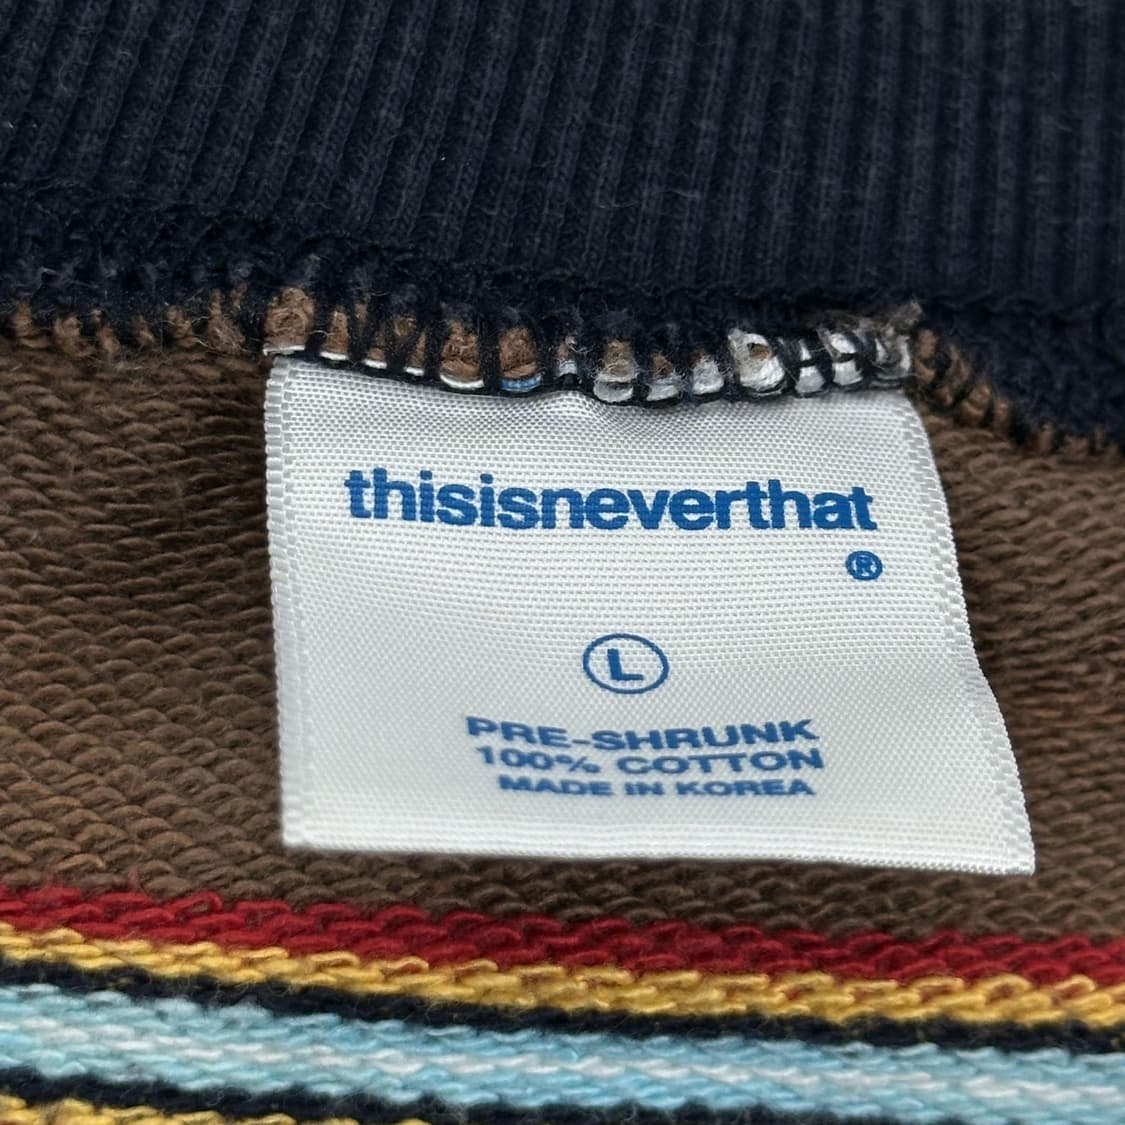 thisisneverthat
®
L
PRE-SHRUNK
100% COTTON
MADE IN KOREA